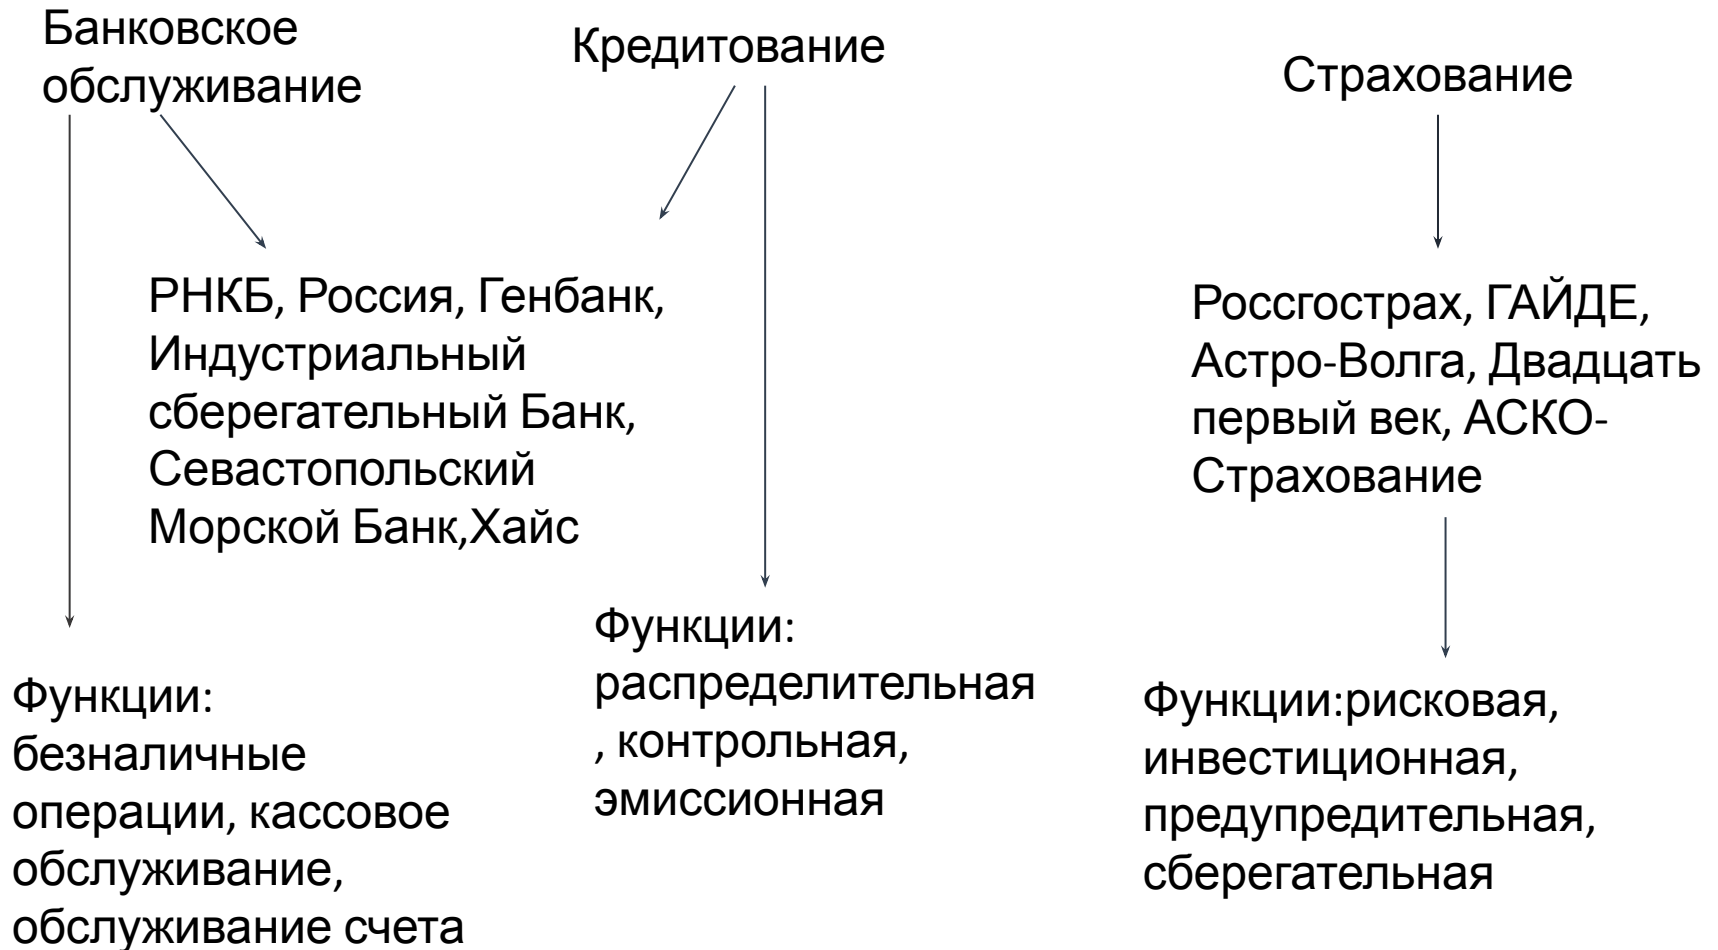 Банковское
обслуживание
Кредитование
Страхование
РНКБ, Россия, Генбанк,
Индустриальный
сберегательный Банк,
Севастопольский
Морской Банк,Хайс
Россгострах, ГАЙДЕ,
Астро-Волга, Двадцать
первый век, АСКО-
Страхование
Функции:
безналичные
операции, кассовое
обслуживание,
обслуживание счета
Функции:
распределительная
, контрольная,
эмиссионная
Функции:рисковая,
инвестиционная,
предупредительная,
сберегательная